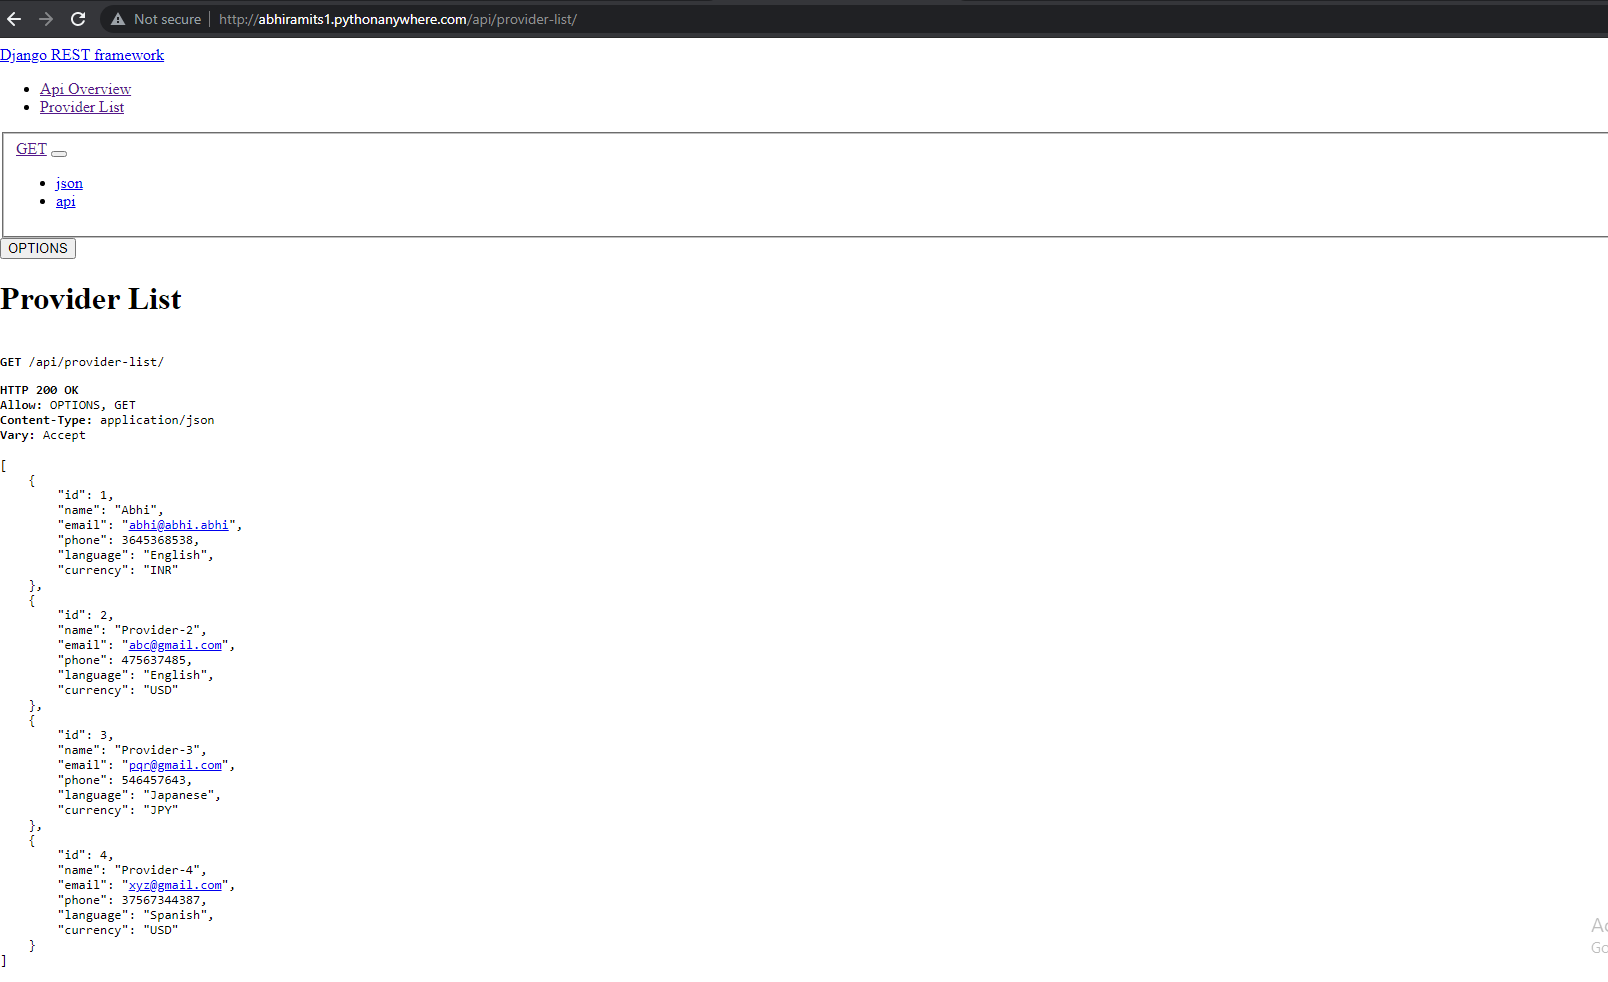 Not secure | http://abhiramits1.pythonanywhere.com/api/provider-list/
Django REST framework
Api Overview
Provider List
GET
json
api
OPTIONS
Provider List
GET /api/provider-list/
HTTP 200 OK
Allow: OPTIONS, GET
Content-Type: application/json
Vary: Accept
[
    {
        "id": 1,
        "name": "Abhi",
        "email": "abhi@abhi.abhi",
        "phone": 3645368538,
        "language": "English",
        "currency": "INR"
    },
    {
        "id": 2,
        "name": "Provider-2",
        "email": "abc@gmail.com",
        "phone": 475637485,
        "language": "English",
        "currency": "USD"
    },
    {
        "id": 3,
        "name": "Provider-3",
        "email": "pqr@gmail.com",
        "phone": 546457643,
        "language": "Japanese",
        "currency": "JPY"
    },
    {
        "id": 4,
        "name": "Provider-4",
        "email": "xyz@gmail.com",
        "phone": 37567344387,
        "language": "Spanish",
        "currency": "USD"
    }
]